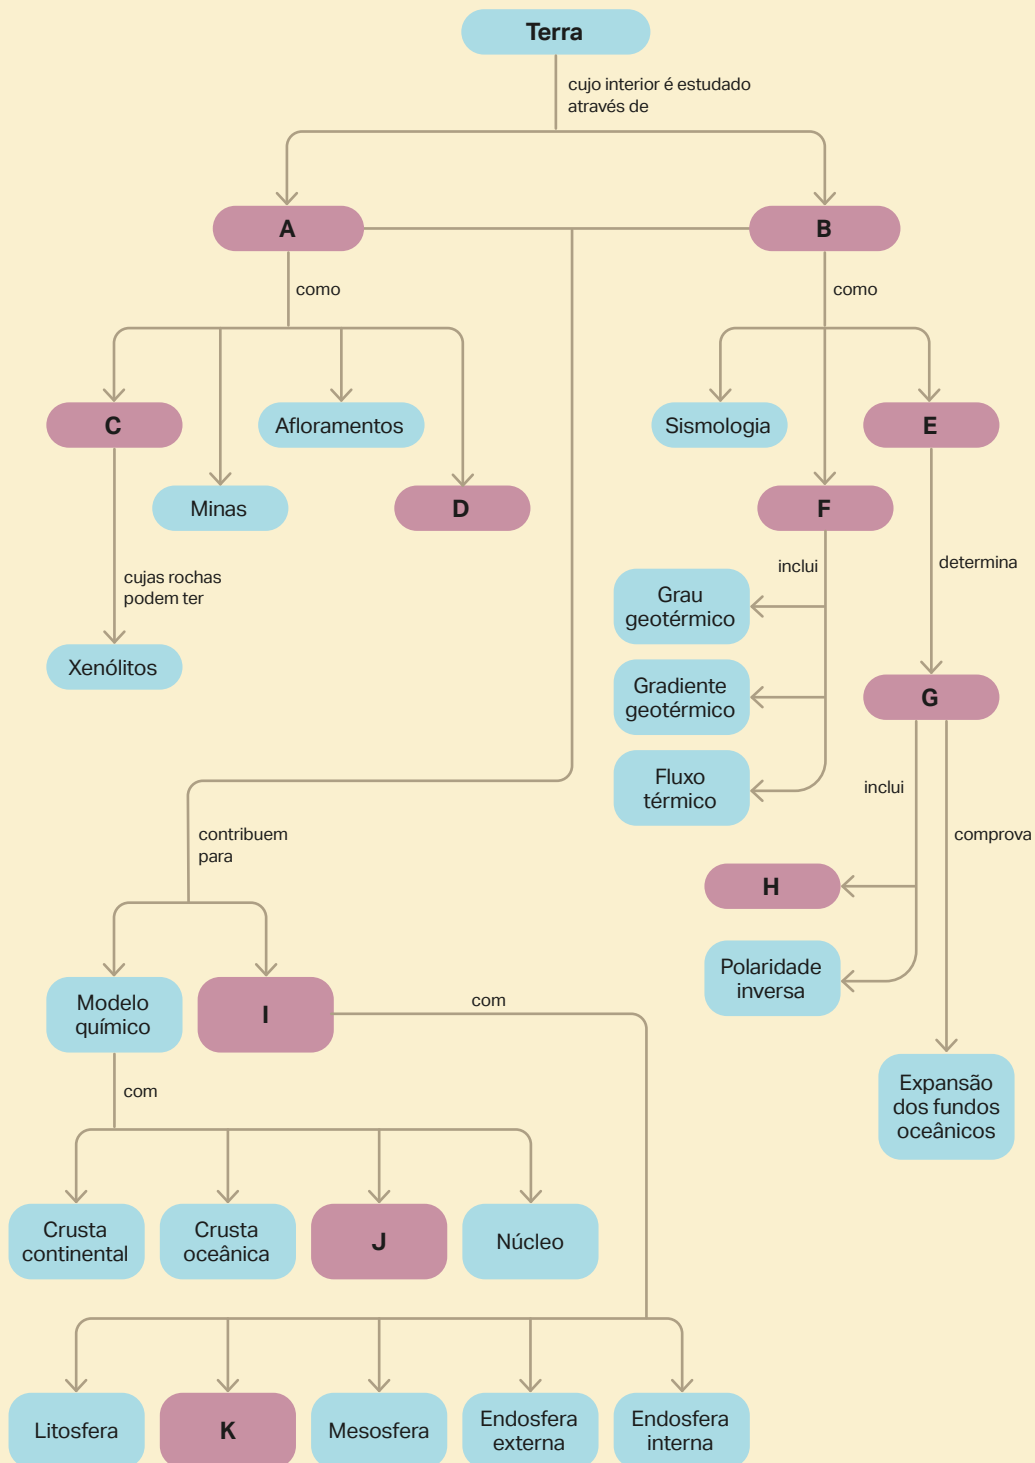 Terra
cujo interior é estudado
através de
A
B
como
como
C
Afloramentos
Sismologia
E
Minas
D
F
cujas rochas
podem ter
inclui
determina
Grau
geotérmico
Xenólitos
Gradiente
geotérmico
G
Fluxo
térmico
inclui
contribuem
para
comprova
H
Polaridade
inversa
Modelo
químico
I
com
com
Expansão
dos fundos
oceânicos
Crusta
continental
Crusta
oceânica
J
Núcleo
Litosfera
K
Mesosfera
Endosfera
externa
Endosfera
interna